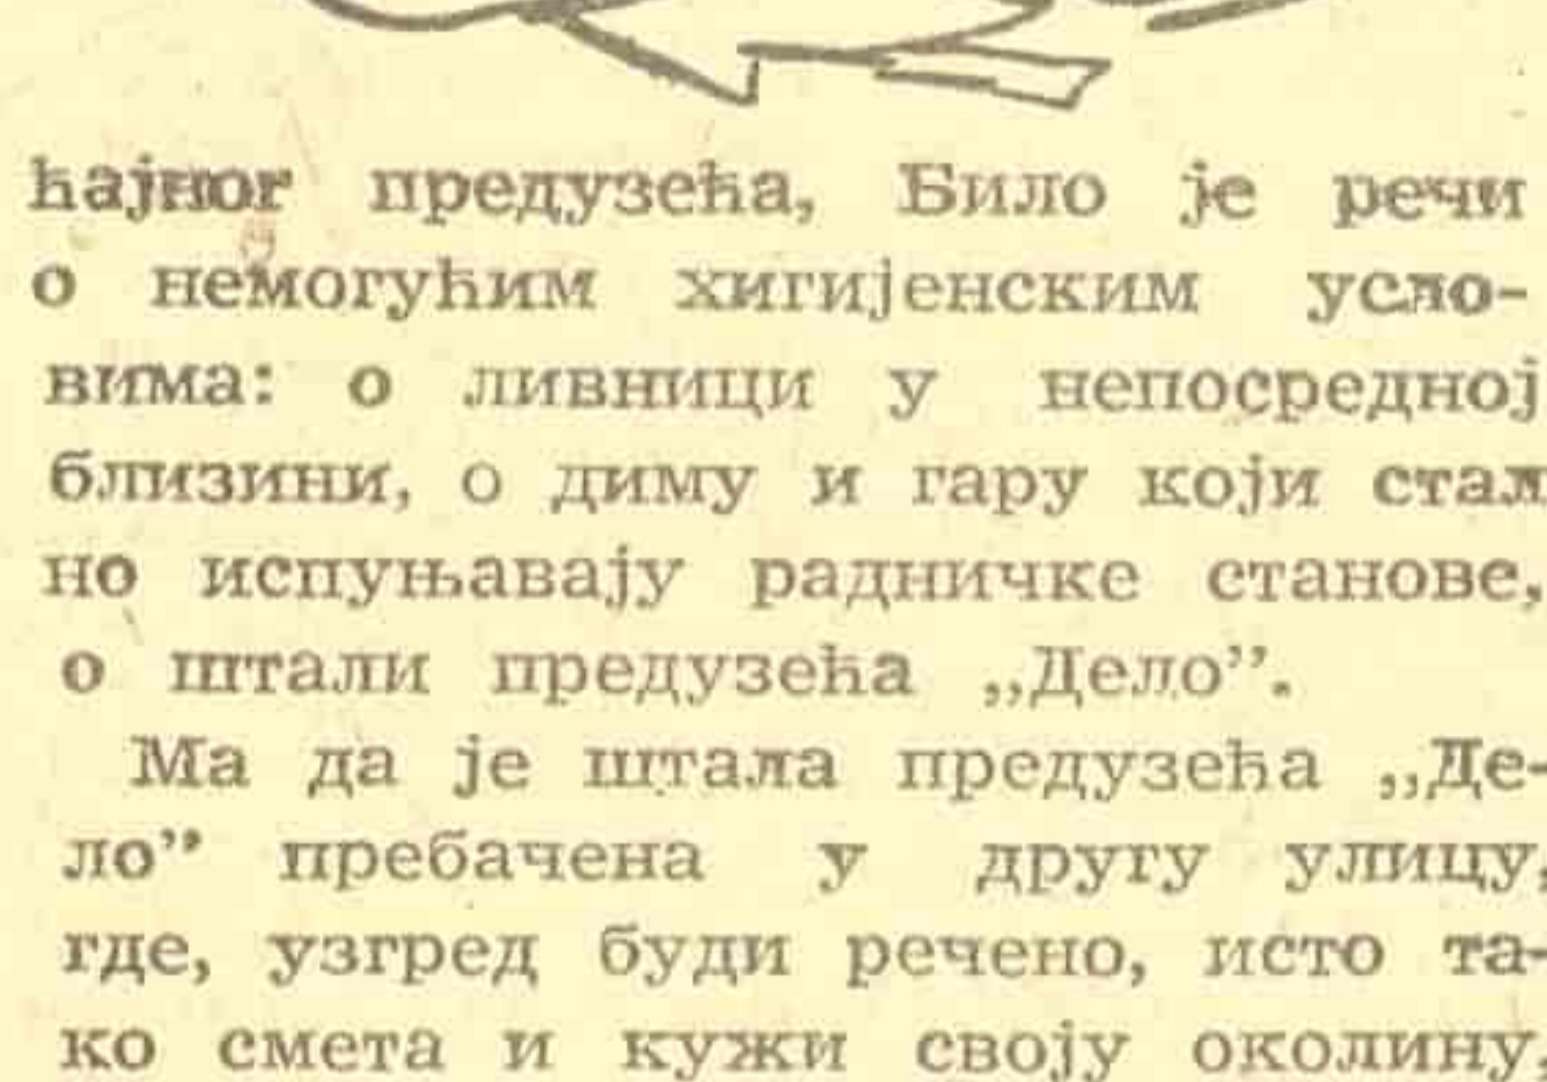 ћајног предузећа, Било је речи
о немогућим хигијенским усло-
вима: о ливници у непосредној
близини, о диму и гару који стал
но испуњавају радничке станове,
о штали предузећа „Дело”.
Ма да је штала предузећа „Де-
ло” пребачена у другу улицу,
где, узгред буди речено, исто та-
ко смета и кужи своју околину,